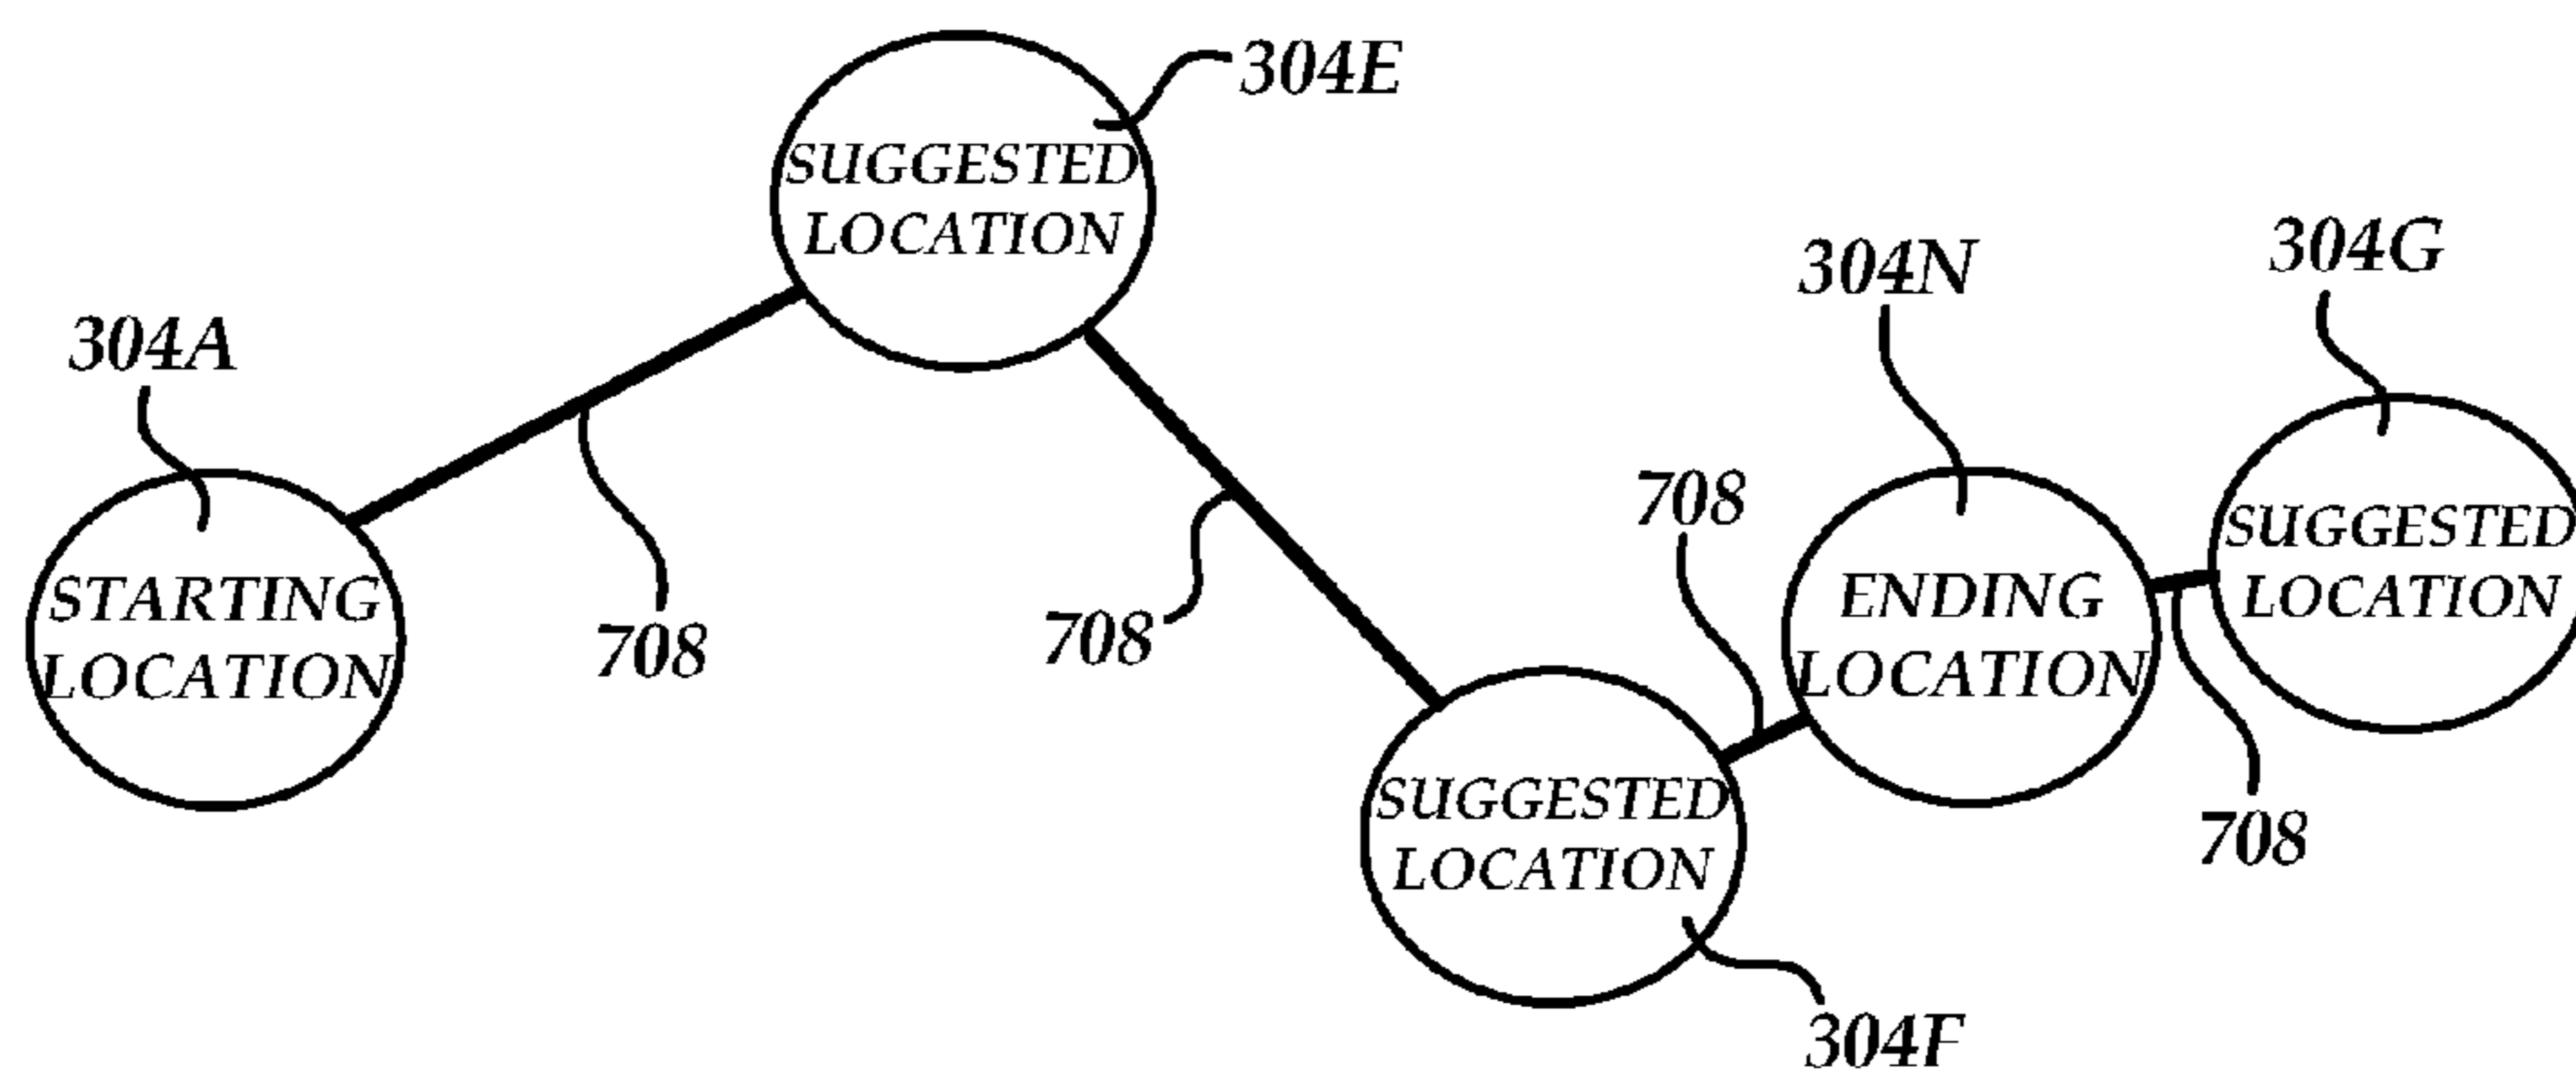 304E
SUGGESTED
LOCATION
304A
STARTING
LOCATION
708
708
304N
304G
708
ENDING
LOCATION
SUGGESTED
LOCATION
708
SUGGESTED
LOCATION
304F